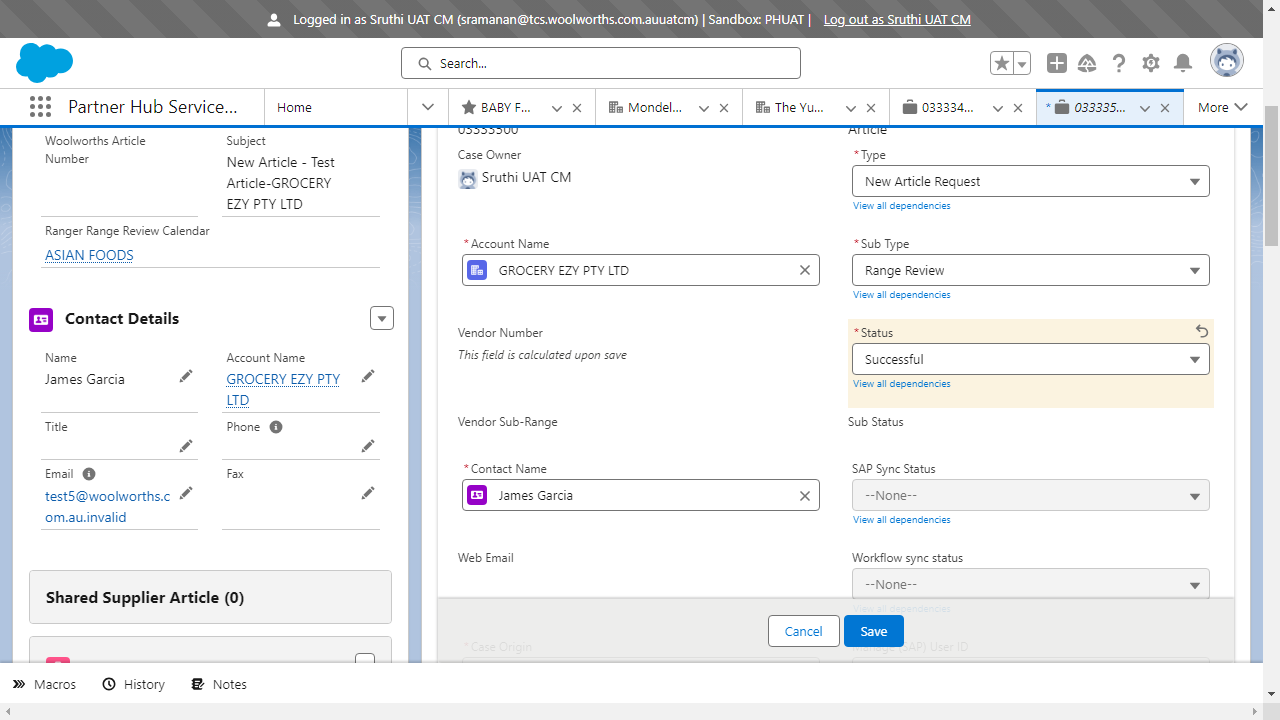 Logged in as Sruthi UAT CM (sramanan@tcs.woolworths.com.auuatcm) | Sandbox: PHUAT | Log out as Sruthi UAT CM
Search...
Partner Hub Service...
Home
BABY F...
Mondel...
The Yu...
033334...
* 033335...
More
Woolworths Article Number
Subject
New Article - Test
Article-GROCERY
EZY PTY LTD
Ranger Range Review Calendar
ASIAN FOODS
Contact Details
Name
James Garcia
Account Name
GROCERY EZY PTY
LTD
Title
Phone
Email
test5@woolworths.c
om.au.invalid
Fax
Shared Supplier Article (0)
03333500
Article
Case Owner
Sruthi UAT CM
*Type
New Article Request
View all dependencies
*Account Name
GROCERY EZY PTY LTD
*Sub Type
Range Review
View all dependencies
Vendor Number
This field is calculated upon save
*Status
Successful
View all dependencies
Vendor Sub-Range
Sub Status
*Contact Name
James Garcia
SAP Sync Status
--None--
View all dependencies
Web Email
Workflow sync status
--None--
View all dependencies
Cancel
Save
*Case Origin
(SAP) User ID
Macros
History
Notes